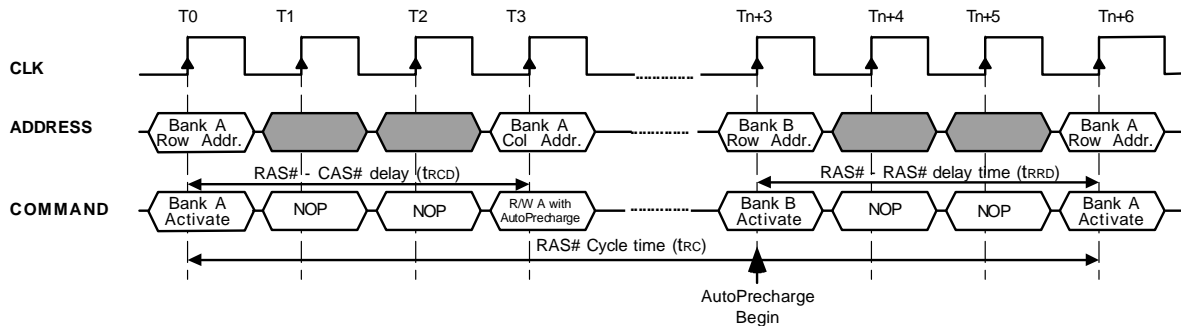 T0 T1 T2 T3 Tn+3 Tn+4 Tn+5 Tn+6
CLK
ADDRESS
Bank A
Row Addr.
Bank A
Col Addr.
Bank B
Row Addr.
Bank A
Row Addr.
RAS# - CAS# delay (tRCD)
RAS# - RAS# delay time (tRRD)
COMMAND
Bank A
Activate
NOP
NOP
R/W A with
AutoPrecharge
Bank B
Activate
NOP
NOP
Bank A
Activate
RAS# Cycle time (tRC)
AutoPrecharge
Begin